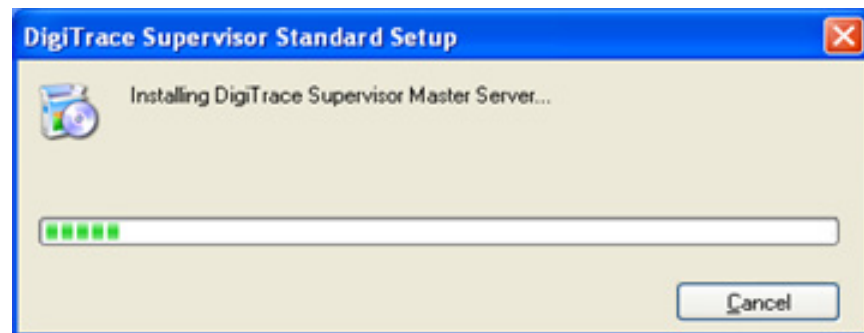 DigiTrace Supervisor Standard Setup
Installing DigiTrace Supervisor Master Server...
Cancel